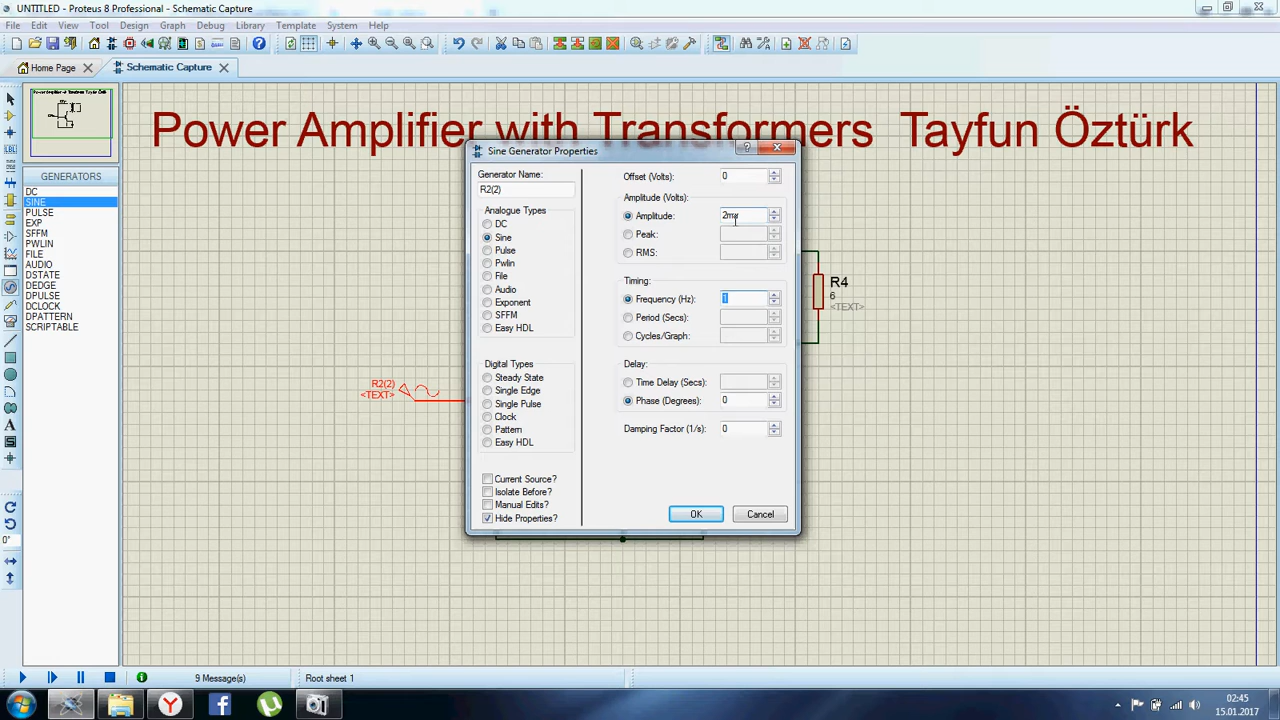 UNTITLED - Proteus 8 Professional - Schematic Capture
File Edit View Tool Design Graph Debug Library Template System Help
Home Page
Schematic Capture
Power Amplifier with Transformers Tayfun Öztürk
LBL
A
0°
GENERATORS
DC
SINE
PULSE
EXP
SFFM
PWLIN
FILE
AUDIO
DSTATE
DEDGE
DPULSE
DCLOCK
DPATTERN
SCRIPTABLE
R2(2)
<TEXT>
R4
6
<TEXT>
Sine Generator Properties
Generator Name:
R2(2)
Analogue Types
DC
Sine
Pulse
Pwlin
File
Audio
Exponent
SFFM
Easy HDL
Digital Types
Steady State
Single Edge
Single Pulse
Clock
Pattern
Easy HDL
Current Source?
Isolate Before?
Manual Edits?
Hide Properties?
Offset (Volts): 0
Amplitude (Volts):
Amplitude:
Peak:
RMS:
Timing:
Frequency (Hz): 1
Period (Secs):
Cycles/Graph:
Delay:
Time Delay (Secs):
Phase (Degrees): 0
Damping Factor (1/s): 0
OK Cancel
9 Message(s)
Root sheet 1
02:45
15.01.2017